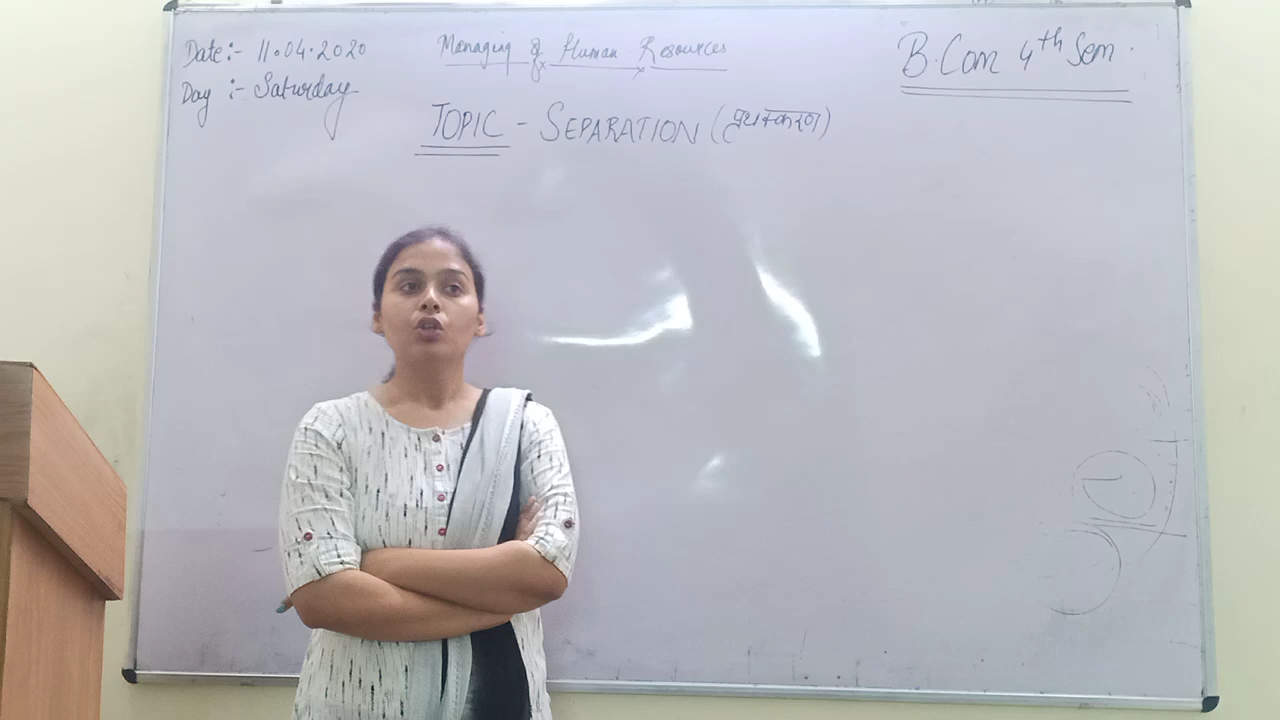 Date:- 11.04.2020
Day :- Saturday
Managing of Human Resources
B.Com 4th Sem.
TOPIC - SEPARATION (पृथक्करण)